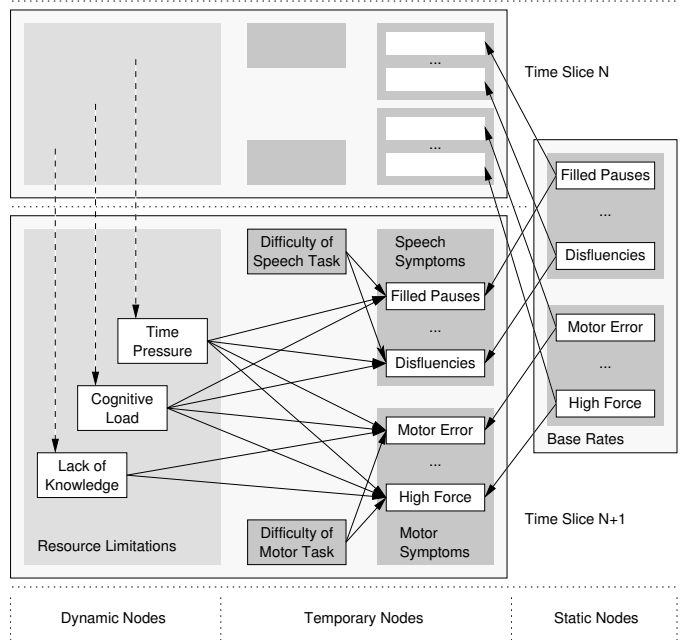 ...
Time Slice N
...
Filled Pauses
...
Disfluencies
Motor Error
...
High Force
Base Rates
Difficulty of
Speech Task
Speech
Symptoms
Filled Pauses
...
Disfluencies
Time
Pressure
Cognitive
Load
Motor Error
...
High Force
Lack of
Knowledge
Difficulty of
Motor Task
Motor
Symptoms
Resource Limitations
Time Slice N+1
Dynamic Nodes
Temporary Nodes
Static Nodes